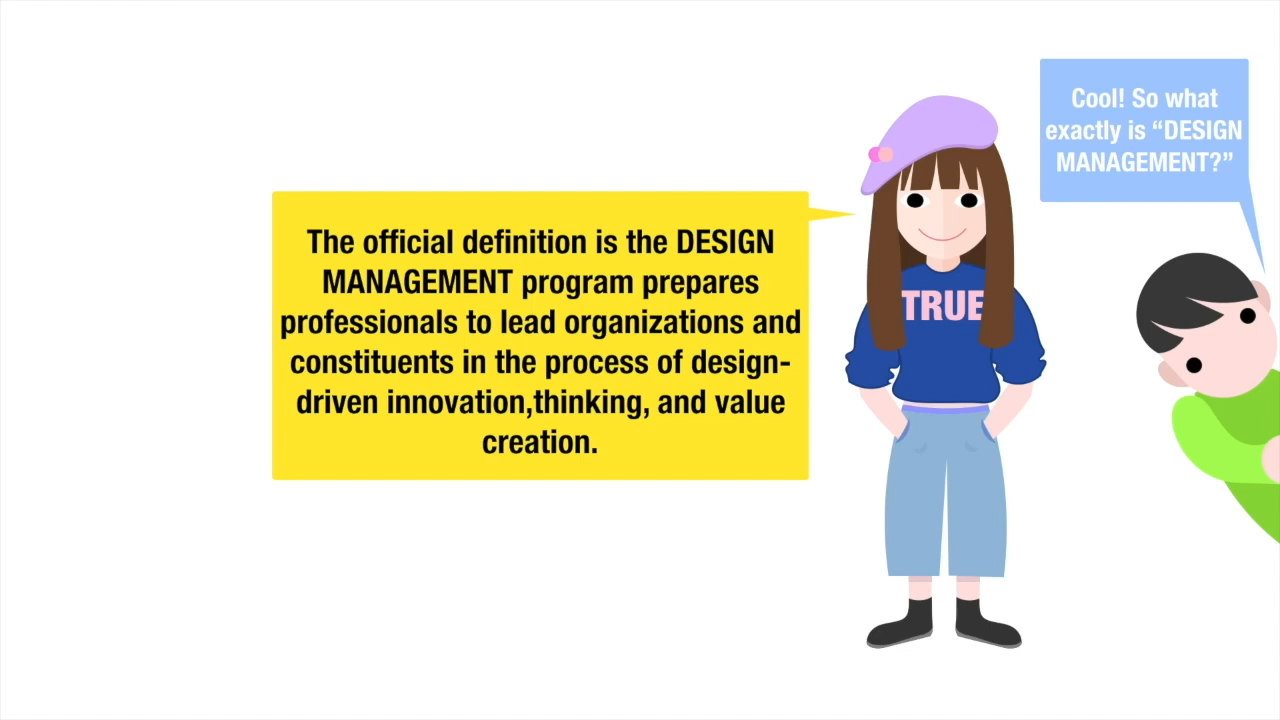 Cool! So what
exactly is “DESIGN
MANAGEMENT?”
The official definition is the DESIGN
MANAGEMENT program prepares
professionals to lead organizations and
constituents in the process of design-
driven innovation,thinking, and value
creation.
TRUE